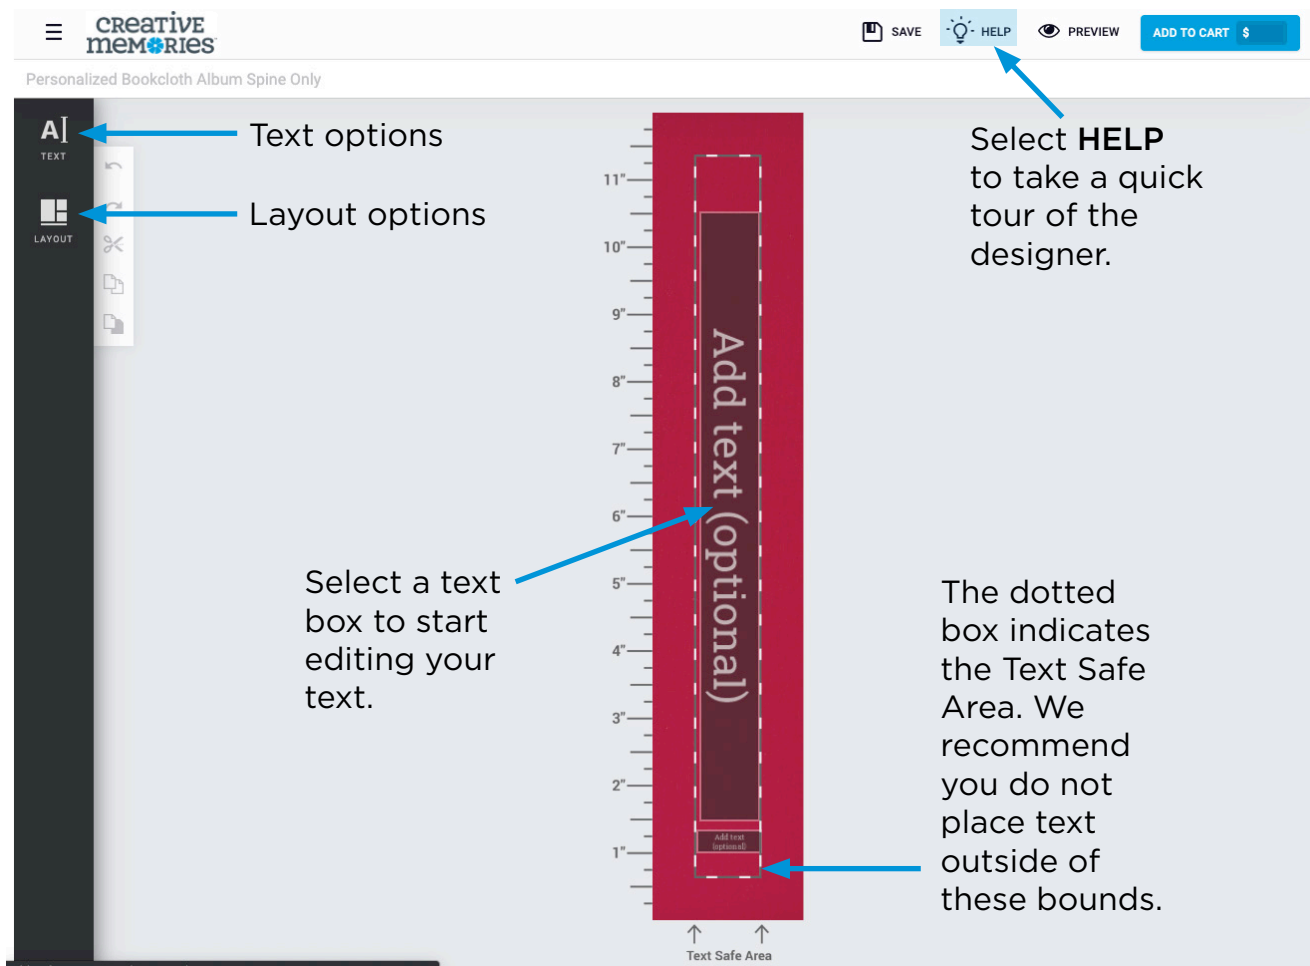 CREATIVE
MEMORIES
SAVE
HELP
PREVIEW
ADD TO CART $
Personalized Bookcloth Album Spine Only
A
TEXT
LAYOUT
Text options
Layout options
Select HELP
to take a quick
tour of the
designer.
11"
10"
9"
8"
7"
6"
5"
4"
3"
2"
1"
Add text (optional)
Add text
(optional)
Select a text
box to start
editing your
text.
The dotted
box indicates
the Text Safe
Area. We
recommend
you do not
place text
outside of
these bounds.
Text Safe Area